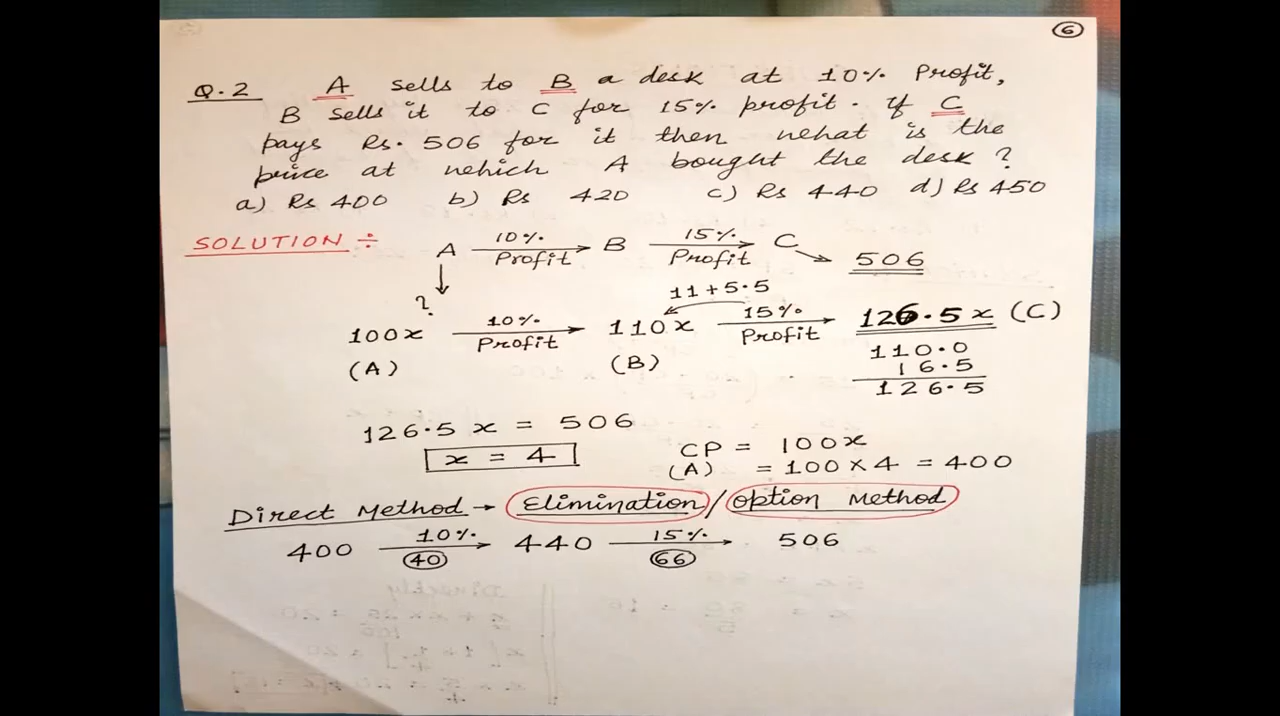 6
Q.2 A sells to B a desk at 10% Profit,
B sells it to C for 15% profit. If C
pays Rs. 506 for it then what is the
price at which A bought the desk ?
a) Rs 400 b) Rs 420 c) Rs 440 d) Rs 450
SOLUTION ÷
A 10% Profit B 15% Profit C 506
?
11+5.5
100x 10% Profit 110x 15% Profit 126.5x (C)
(A) (B)
110.0
16.5
126.5
126.5 x = 506
x = 4
CP = 100x
(A) = 100 × 4 = 400
Direct Method → Elimination / Option Method
400 10% 40 440 15% 66 506